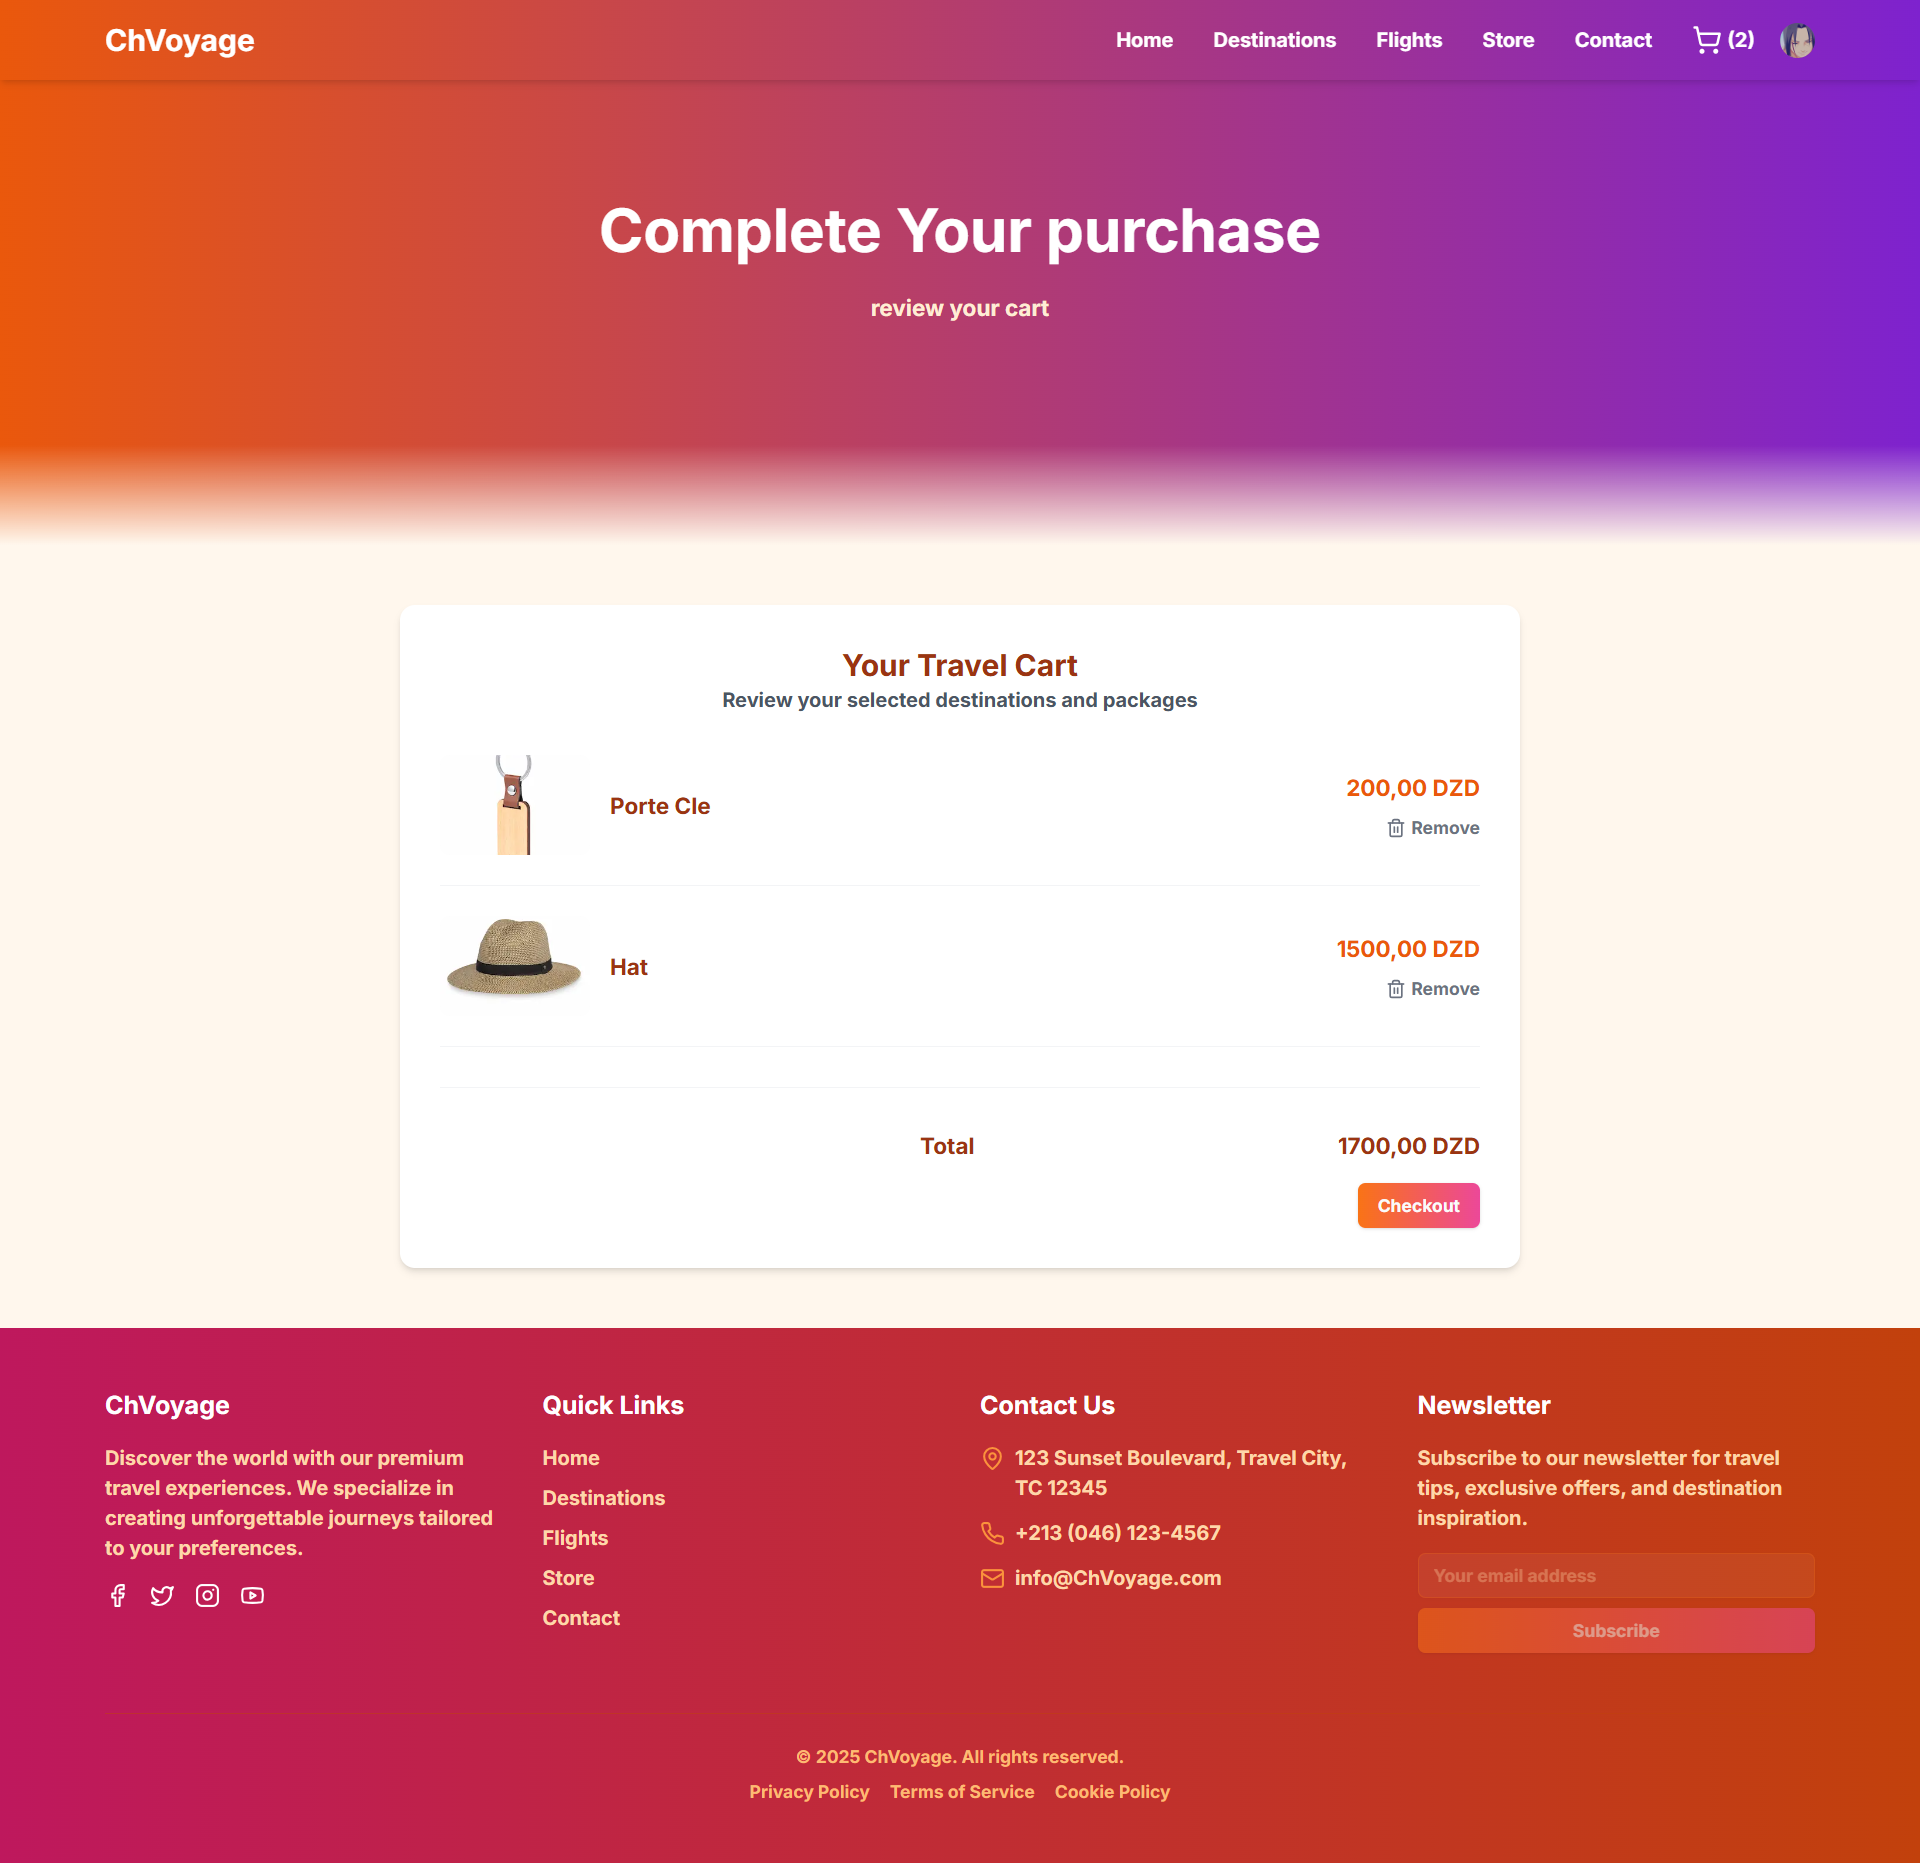 ChVoyage
Home
Destinations
Flights
Store
Contact
(2)
Complete Your purchase
review your cart
Your Travel Cart
Review your selected destinations and packages
Porte Cle
200,00 DZD
Remove
Hat
1500,00 DZD
Remove
Total
1700,00 DZD
Checkout
ChVoyage
Discover the world with our premium
travel experiences. We specialize in
creating unforgettable journeys tailored
to your preferences.
Quick Links
Home
Destinations
Flights
Store
Contact
Contact Us
123 Sunset Boulevard, Travel City,
TC 12345
+213 (046) 123-4567
info@ChVoyage.com
Newsletter
Subscribe to our newsletter for travel
tips, exclusive offers, and destination
inspiration.
Your email address
Subscribe
© 2025 ChVoyage. All rights reserved.
Privacy Policy
Terms of Service
Cookie Policy